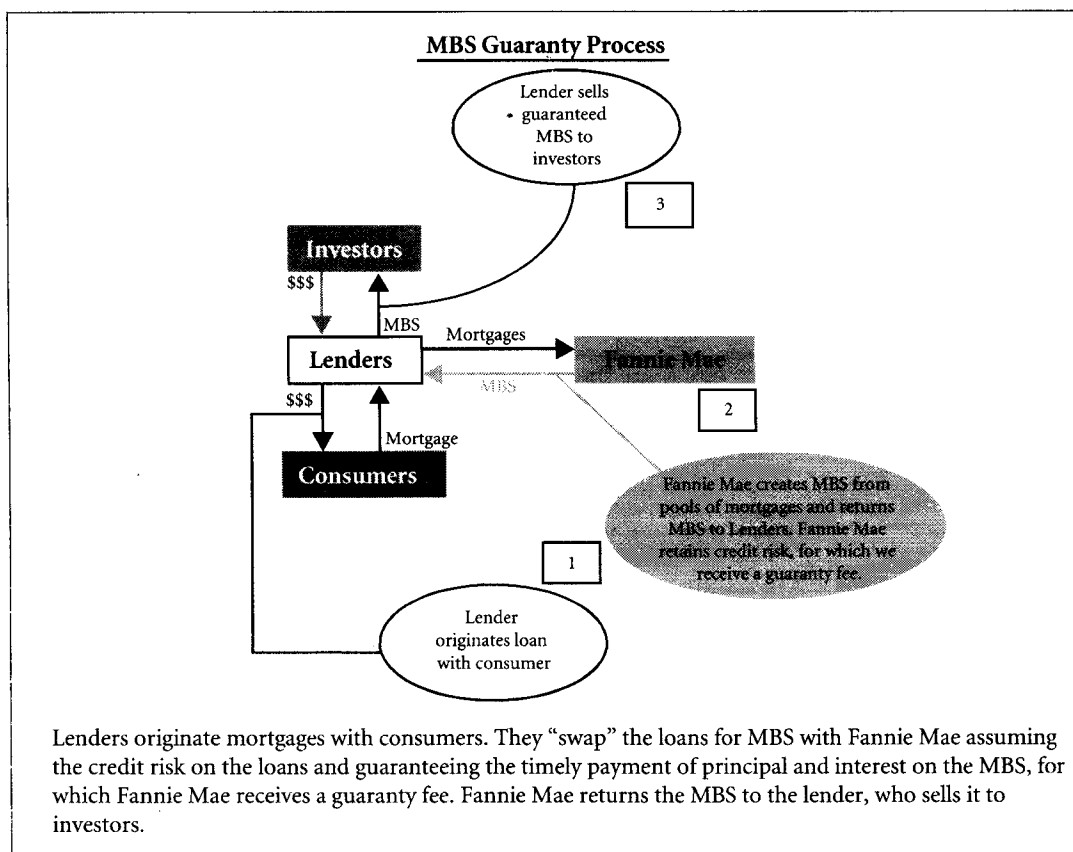 MBS Guaranty Process
Lender sells
guaranteed
MBS to
investors
3
Investors
$$$
MBS
Mortgages
Lenders
Fannie Mae
MBS
$$$
2
Mortgage
Consumers
Fannie Mae creates MBS from
pools of mortgages and returns
MBS to Lenders. Fannie Mae
retains credit risk, for which we
receive a guaranty fee.
1
Lender
originates loan
with consumer
Lenders originate mortgages with consumers. They “swap” the loans for MBS with Fannie Mae assuming
the credit risk on the loans and guaranteeing the timely payment of principal and interest on the MBS, for
which Fannie Mae receives a guaranty fee. Fannie Mae returns the MBS to the lender, who sells it to
investors.